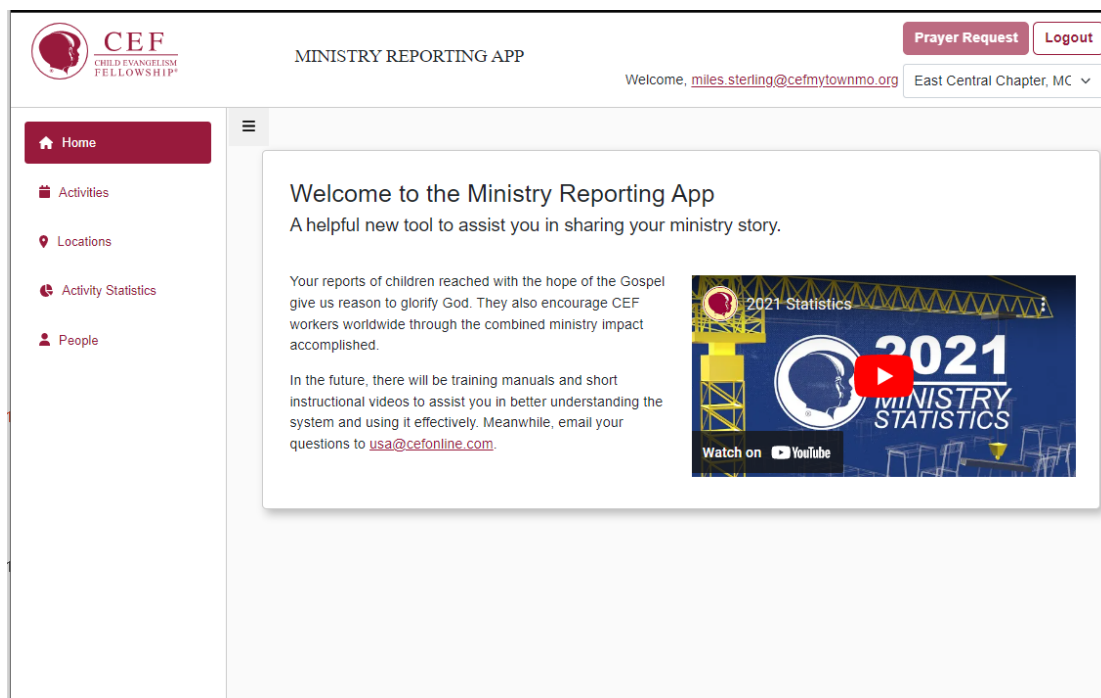 CEF
CHILD EVANGELISM
FELLOWSHIP®
MINISTRY REPORTING APP
Prayer Request
Logout
Welcome, miles.sterling@cefmytownmo.org
East Central Chapter, MC
Home
Activities
Locations
Activity Statistics
People
Welcome to the Ministry Reporting App
A helpful new tool to assist you in sharing your ministry story.
Your reports of children reached with the hope of the Gospel
give us reason to glorify God. They also encourage CEF
workers worldwide through the combined ministry impact
accomplished.
In the future, there will be training manuals and short
instructional videos to assist you in better understanding the
system and using it effectively. Meanwhile, email your
questions to usa@cefonline.com.
2021 Statistics
2021
MINISTRY
STATISTICS
Watch on YouTube